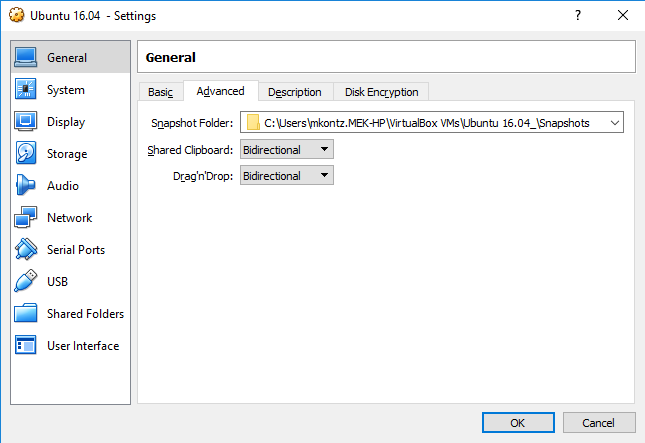 Ubuntu 16.04 - Settings
?
General
System
Display
Storage
Audio
Network
Serial Ports
USB
Shared Folders
User Interface
General
Basic Advanced Description Disk Encryption
Snapshot Folder: C:\Users\mkontz.MEK-HP\VirtualBox VMs\Ubuntu 16.04_\Snapshots
Shared Clipboard: Bidirectional
Drag'n'Drop: Bidirectional
OK Cancel